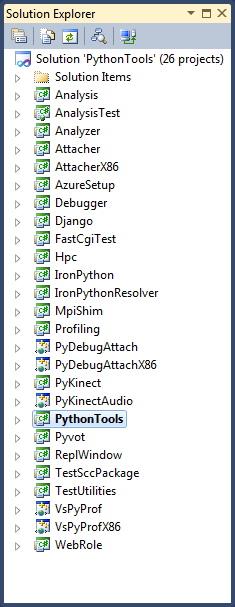 Solution Explorer
Solution 'PythonTools' (26 projects)
Solution Items
Analysis
AnalysisTest
Analyzer
Attacher
AttacherX86
AzureSetup
Debugger
Django
FastCgiTest
Hpc
IronPython
IronPythonResolver
MpiShim
Profiling
PyDebugAttach
PyDebugAttachX86
PyKinect
PyKinectAudio
PythonTools
Pyvot
ReplWindow
TestSccPackage
TestUtilities
VsPyProf
VsPyProfX86
WebRole